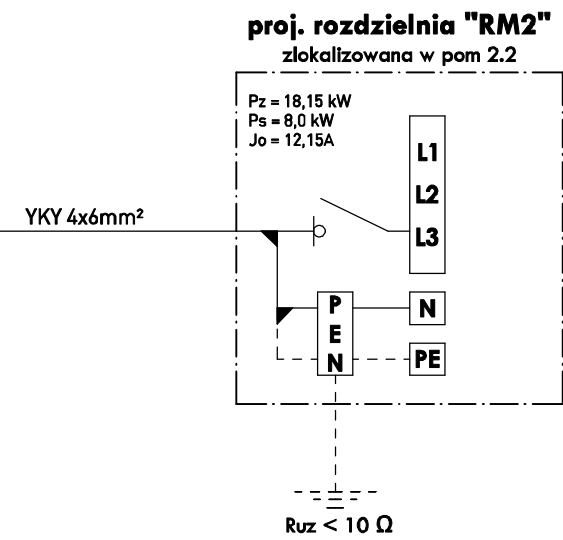 proj. rozdzielnia "RM2"
zlokalizowana w pom 2.2
Pz = 18,15 kW
Ps = 8,0 kW
Jo = 12,15A
L1
L2
L3
YKY 4x6mm²
P
E
N
N
PE
Ruz < 10 Ω